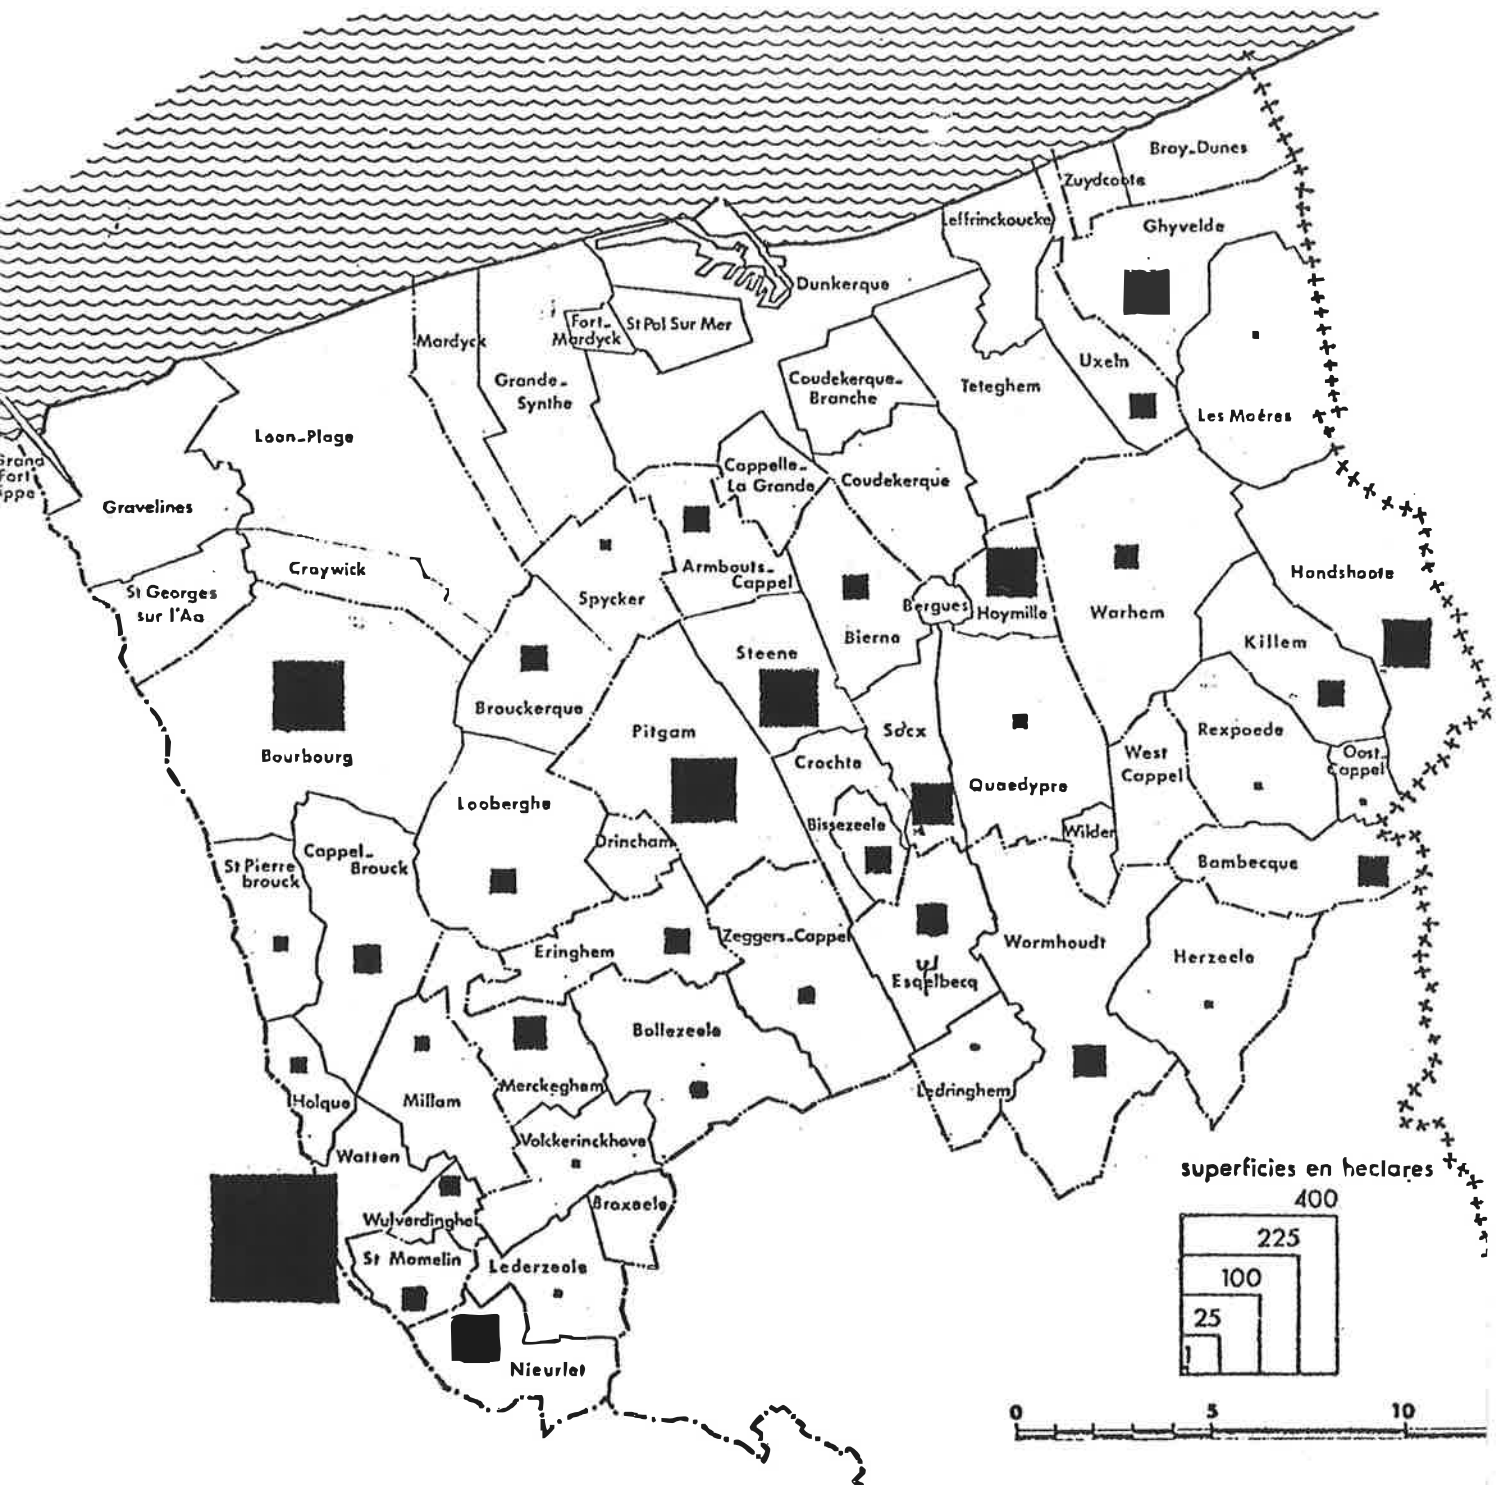 Bray-Dunes
Zuydcoote
Leffrinckoucke
Ghyvelde
Dunkerque
Fort-
Mardyck
St Pol Sur Mer
Mardyck
Uxem
Grande-
Synthe
Coudekerque-
Branche
Teteghem
Les Moëres
Loon-Plage
Grand
Fort
Cappelle-
La Grande
Coudekerque
Gravelines
Armbouts-
Cappel
Craywick
Hondshoote
St Georges
sur l'Aa
Spycker
Bergues
Hoymille
Warhem
Bierne
Killem
Steene
Brouckerque
Pitgam
Socx
Rexpoede
West
Cappel
Oost-
Cappel
Bourbourg
Crochte
Quaedypre
Looberghe
Bissezeele
Wilder
Drincham
Cappel-
Brouck
St Pierre
brouck
Bambecque
Zeggers-Cappel
Wormhoudt
Eringhem
Herzeele
Esqelbecq
Bollezeele
Merckeghem
Ledringhem
Holque
Millam
Volckerinckhove
Watten
superficies en hectares
400
225
100
25
1
Broxeele
Wulverdinghe
St Momelin
Lederzeele
Nieurlet
0 5 10